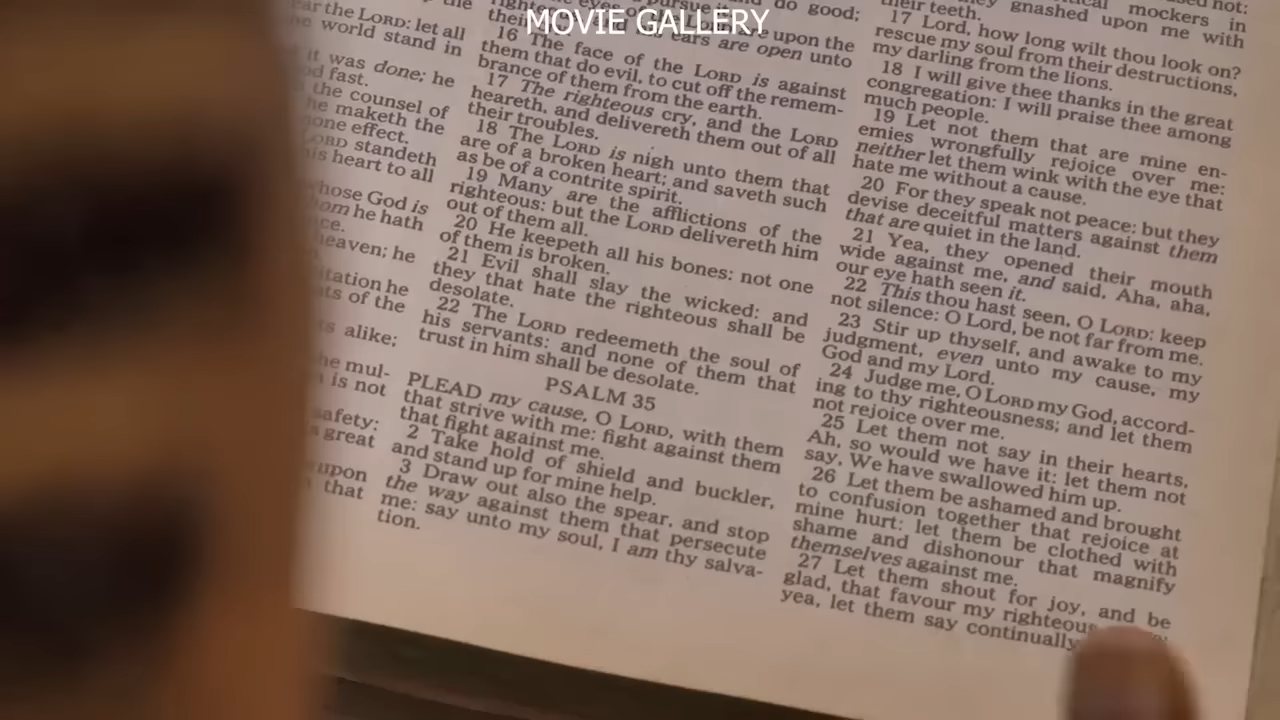 MOVIE GALLERY
ar the LORD: let all
e world stand in
it was done; he
od fast.
the counsel of
he maketh the
none effect.
LORD standeth
his heart to all
whose God is
whom he hath
heaven; he
the
is alike;
he mul-
is not
safety:
great
upon
that
pursue it.
eyes upon the
and his ears are open unto
their
16 The face of the LORD is against
them that do evil, to cut off the remem-
brance of them from the earth.
17 The righteous cry, and the LORD
heareth, and delivereth them out of all
their troubles.
18 The LORD is nigh unto them that
are of a broken heart; and saveth such
as be of a contrite spirit.
19 Many are the afflictions of the
righteous: but the LORD delivereth him
out of them all.
20 He keepeth all his bones: not one
of them is broken.
21 Evil shall slay the wicked: and
they that hate the righteous shall be
desolate.
22 The LORD redeemeth the soul of
his servants: and none of them that
trust in him shall be desolate.
PSALM 35
PLEAD my cause, O LORD, with them
that strive with me: fight against them
that fight against me.
2 Take hold of shield and buckler,
and stand up for mine help.
3 Draw out also the spear, and stop
the way against them that persecute
me: say unto my soul, I am thy salva-
tion.
mockers in
they gnashed upon me with
their teeth.
17 Lord, how long wilt thou look on?
rescue my soul from their destructions,
my darling from the lions.
18 I will give thee thanks in the great
congregation: I will praise thee among
much people.
19 Let not them that are mine en-
emies wrongfully rejoice over me:
neither let them wink with the eye that
hate me without a cause.
20 For they speak not peace: but they
devise deceitful matters against them
that are quiet in the land.
21 Yea, they opened their mouth
wide against me, and said, Aha, aha,
our eye hath seen it.
22 This thou hast seen, O LORD: keep
not silence: O Lord, be not far from me.
23 Stir up thyself, and awake to my
judgment, even unto my cause, my
God and my Lord.
24 Judge me, O LORD my God, accord-
ing to thy righteousness; and let them
not rejoice over me.
25 Let them not say in their hearts,
Ah, so would we have it: let them not
say, We have swallowed him up.
26 Let them be ashamed and brought
to confusion together that rejoice at
mine hurt: let them be clothed with
shame and dishonour that magnify
themselves against me.
27 Let them shout for joy, and be
glad, that favour my righteous
yea, let them say continually